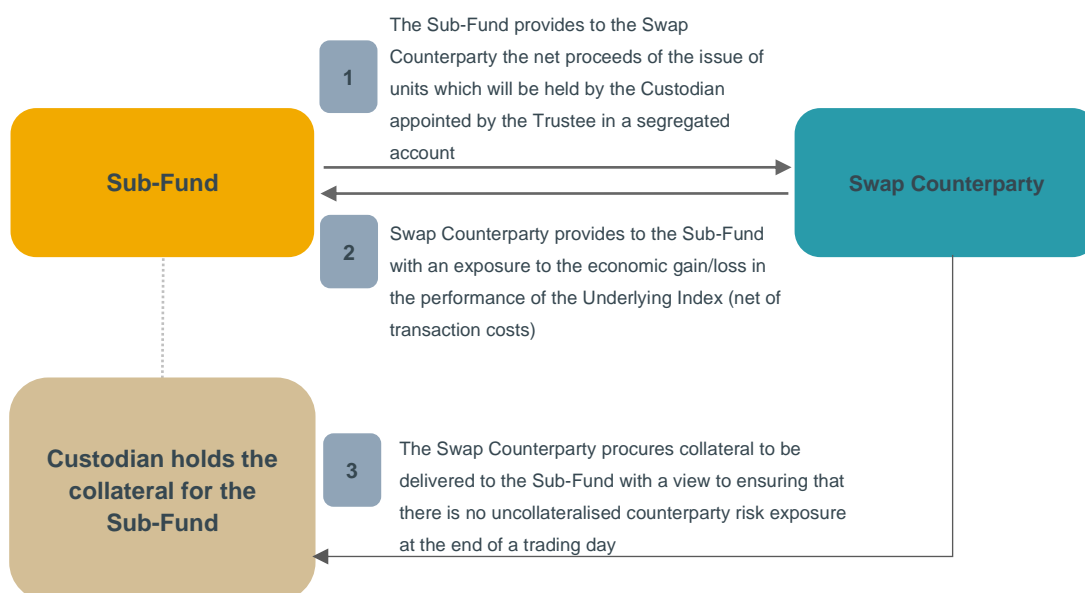 The Sub-Fund provides to the Swap
Counterparty the net proceeds of the issue of
units which will be held by the Custodian
appointed by the Trustee in a segregated
account
1
Sub-Fund
Swap Counterparty
2
Swap Counterparty provides to the Sub-Fund
with an exposure to the economic gain/loss in
the performance of the Underlying Index (net of
transaction costs)
Custodian holds the
collateral for the
Sub-Fund
3
The Swap Counterparty procures collateral to be
delivered to the Sub-Fund with a view to ensuring that
there is no uncollateralised counterparty risk exposure
at the end of a trading day